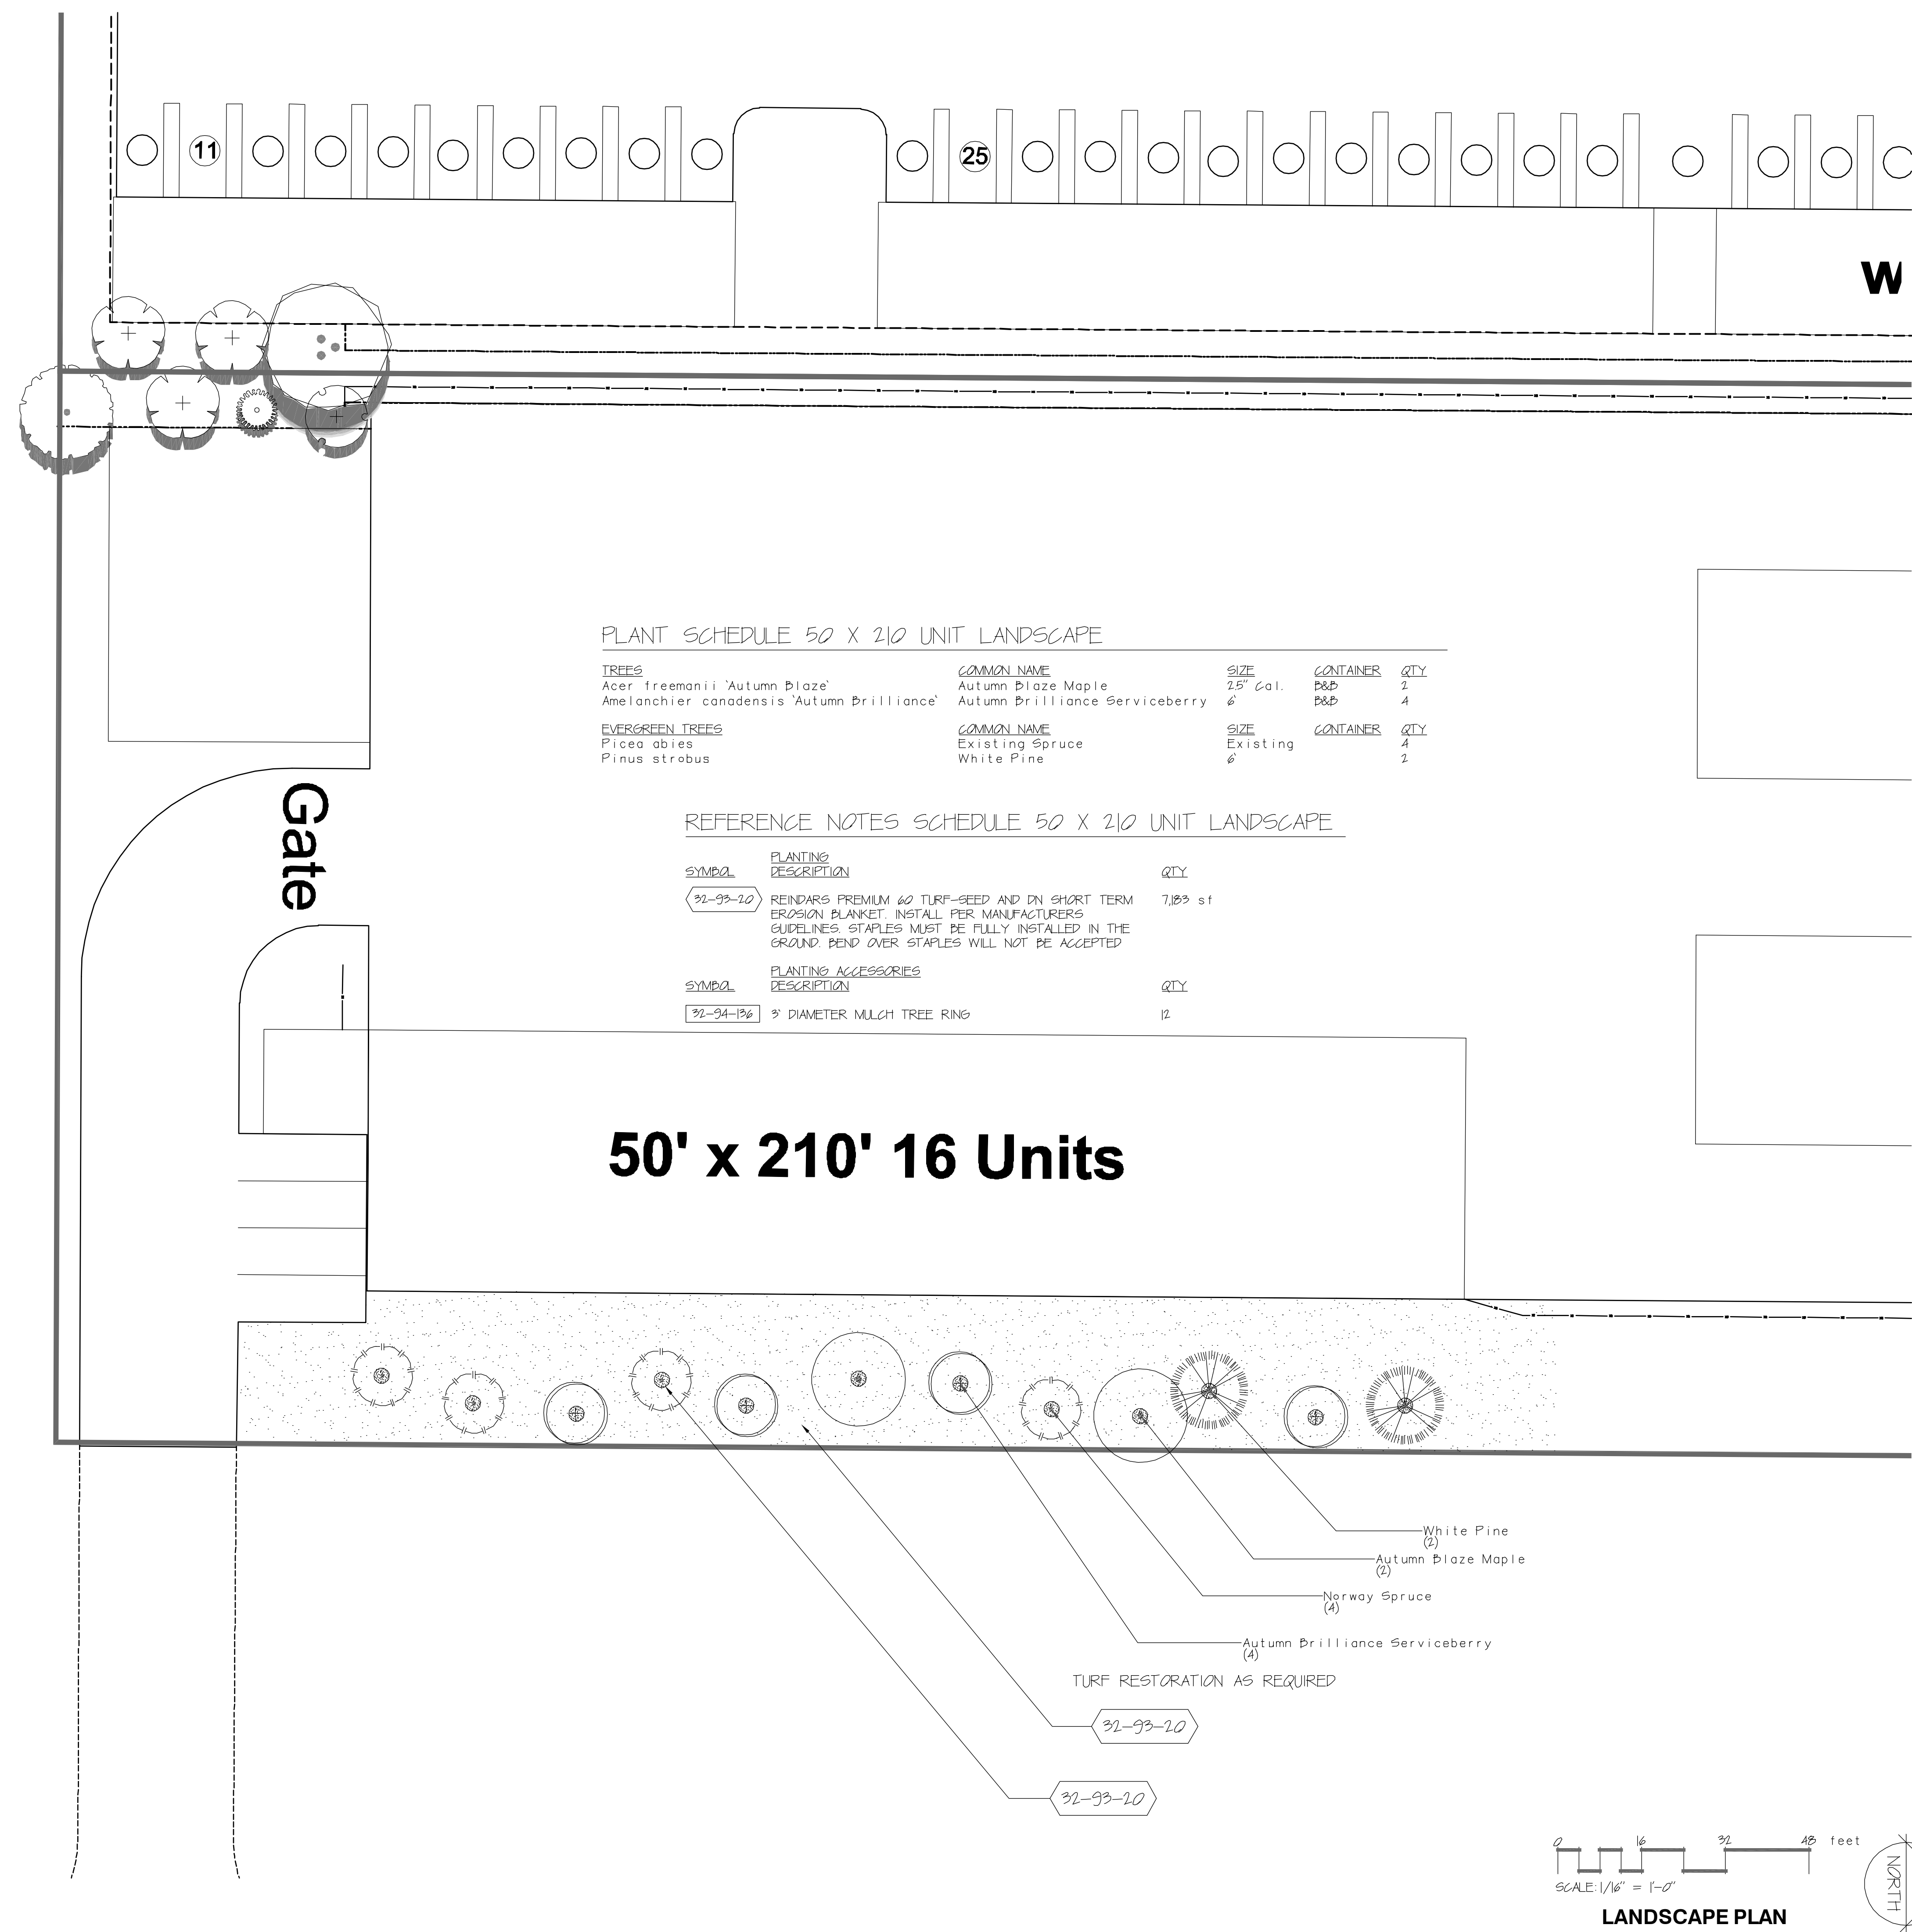 11
25
W
PLANT SCHEDULE 50 X 210 UNIT LANDSCAPE
TREES COMMON NAME SIZE CONTAINER QTY
Acer freemanii `Autumn Blaze` Autumn Blaze Maple 2.5" Cal. B&B 2
Amelanchier canadensis `Autumn Brilliance` Autumn Brilliance Serviceberry 6` B&B 4
EVERGREEN TREES COMMON NAME SIZE CONTAINER QTY
Picea abies Existing Spruce Existing 4
Pinus strobus White Pine 6` 2
Gate
REFERENCE NOTES SCHEDULE 50 X 210 UNIT LANDSCAPE
PLANTING
SYMBOL DESCRIPTION QTY
32-93-20 REINDARS PREMIUM 60 TURF-SEED AND DN SHORT TERM 7,183 sf
EROSION BLANKET. INSTALL PER MANUFACTURERS
GUIDELINES. STAPLES MUST BE FULLY INSTALLED IN THE
GROUND. BEND OVER STAPLES WILL NOT BE ACCEPTED
PLANTING ACCESSORIES
SYMBOL DESCRIPTION QTY
32-94-136 3` DIAMETER MULCH TREE RING 12
50' x 210' 16 Units
White Pine
(2)
Autumn Blaze Maple
(2)
Norway Spruce
(4)
Autumn Brilliance Serviceberry
(4)
TURF RESTORATION AS REQUIRED
32-93-20
32-93-20
0 16 32 48 feet
SCALE: 1/16" = 1'-0"
NORTH
LANDSCAPE PLAN